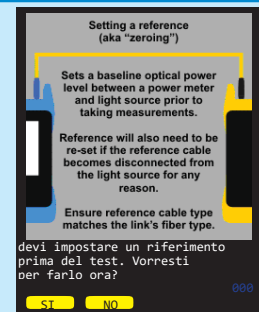 Setting a reference
(aka “zeroing”)
Sets a baseline optical power
level between a power meter
and light source prior to
taking measurements.
Reference will also need to be
re-set if the reference cable
becomes disconnected from
the light source for any
reason.
Ensure reference cable type
matches the link’s fiber type.
devi impostare un riferimento
prima del test. Vorresti
per farlo ora?
000
SI NO